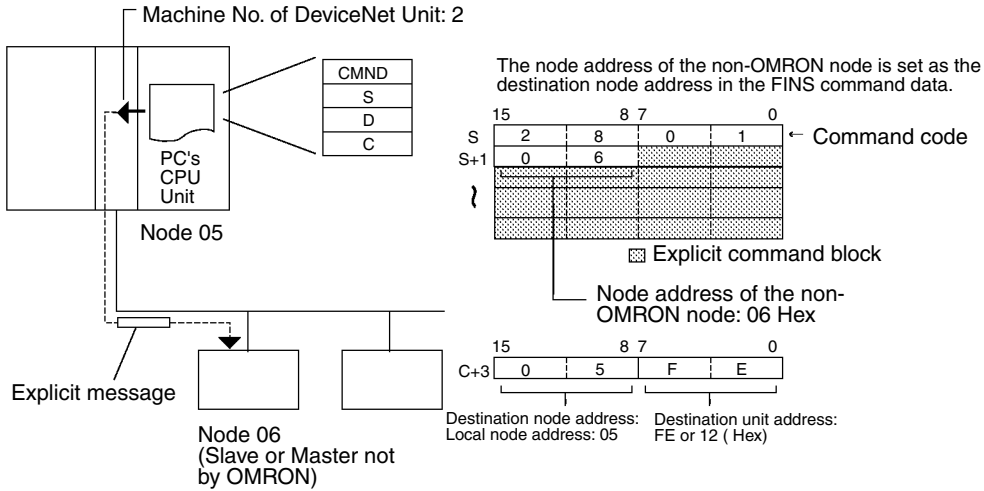 Machine No. of DeviceNet Unit: 2
CMND
S
D
C
PC's
CPU
Unit
Node 05
The node address of the non-OMRON node is set as the
destination node address in the FINS command data.
15 8 7 0
S 2 8 0 1 ← Command code
S+1 0 6
Explicit command block
Node address of the non-
OMRON node: 06 Hex
15 8 7 0
C+3 0 5 F E
Destination node address:
Local node address: 05
Destination unit address:
FE or 12 ( Hex)
Explicit message
Node 06
(Slave or Master not
by OMRON)